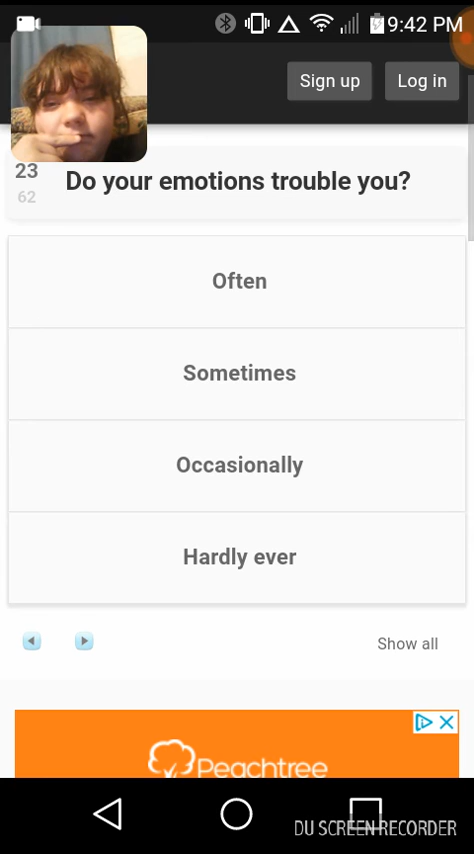 9:42 PM
Sign up
Log in
23
62
Do your emotions trouble you?
Often
Sometimes
Occasionally
Hardly ever
Show all
Peachtree
DU SCREEN RECORDER